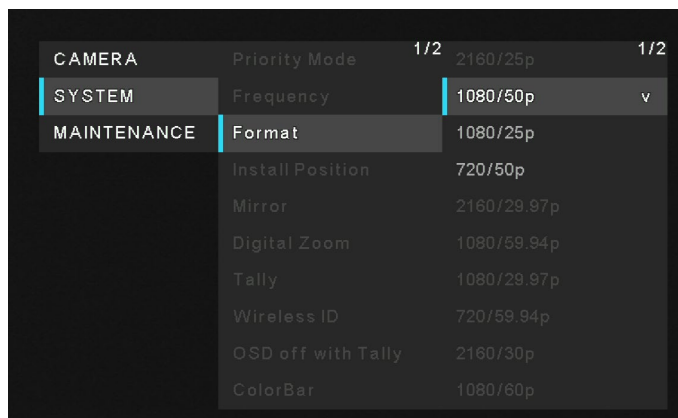 1/2 1/2
CAMERA Priority Mode 2160/25p
SYSTEM Frequency 1080/50p v
MAINTENANCE Format 1080/25p
Install Position 720/50p
Mirror 2160/29.97p
Digital Zoom 1080/59.94p
Tally 1080/29.97p
Wireless ID 720/59.94p
OSD off with Tally 2160/30p
ColorBar 1080/60p